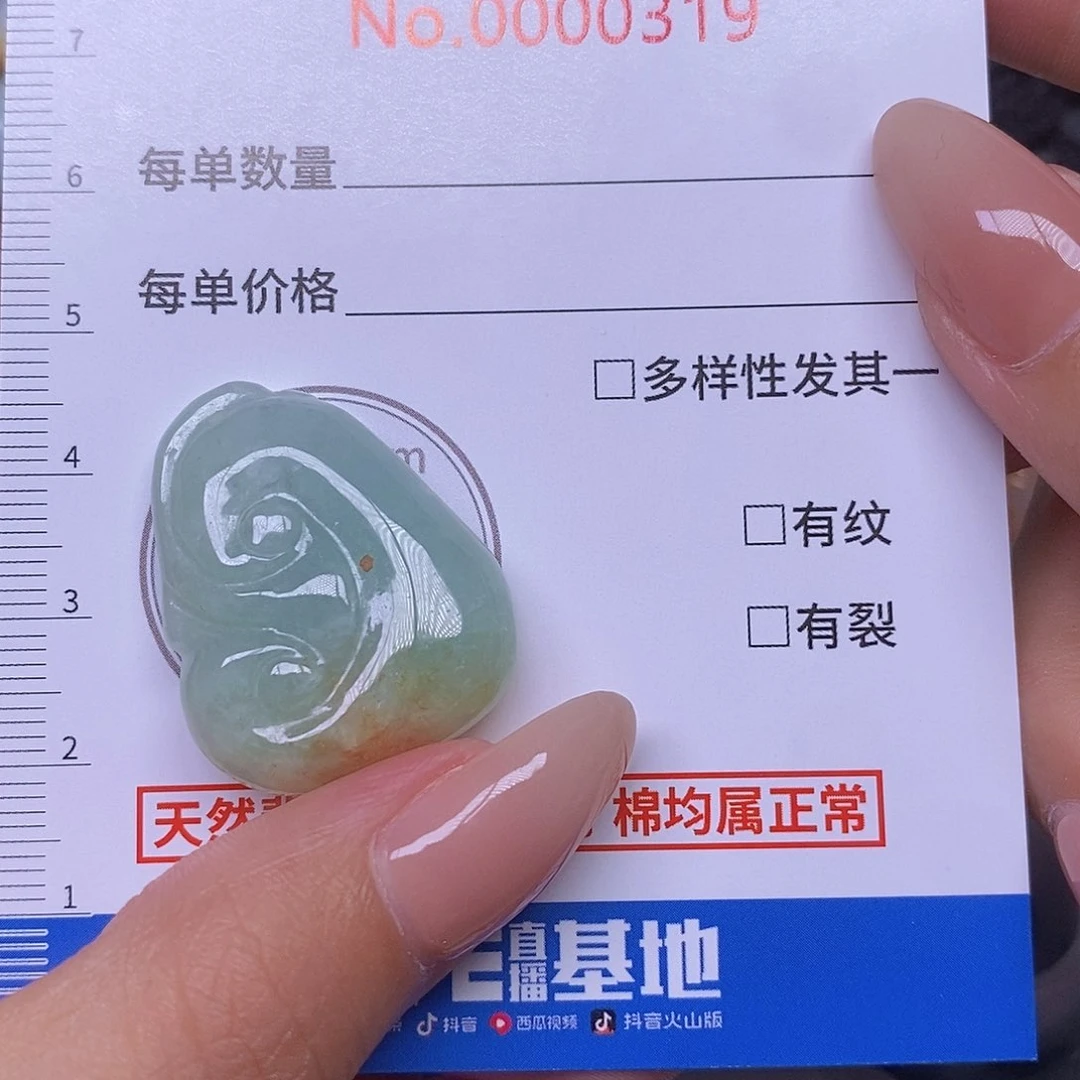 No.0000319
7
6
每单数量
每单价格
5
□多样性发其一
4
m
□有纹
3
□有裂
2
天然 棉均属正常
1
直播基地
抖音 西瓜视频 抖音火山版